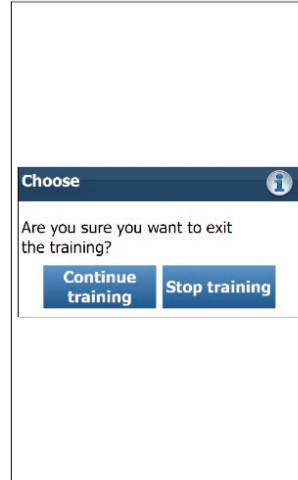 Choose
Are you sure you want to exit
the training?
Continue
training
Stop training